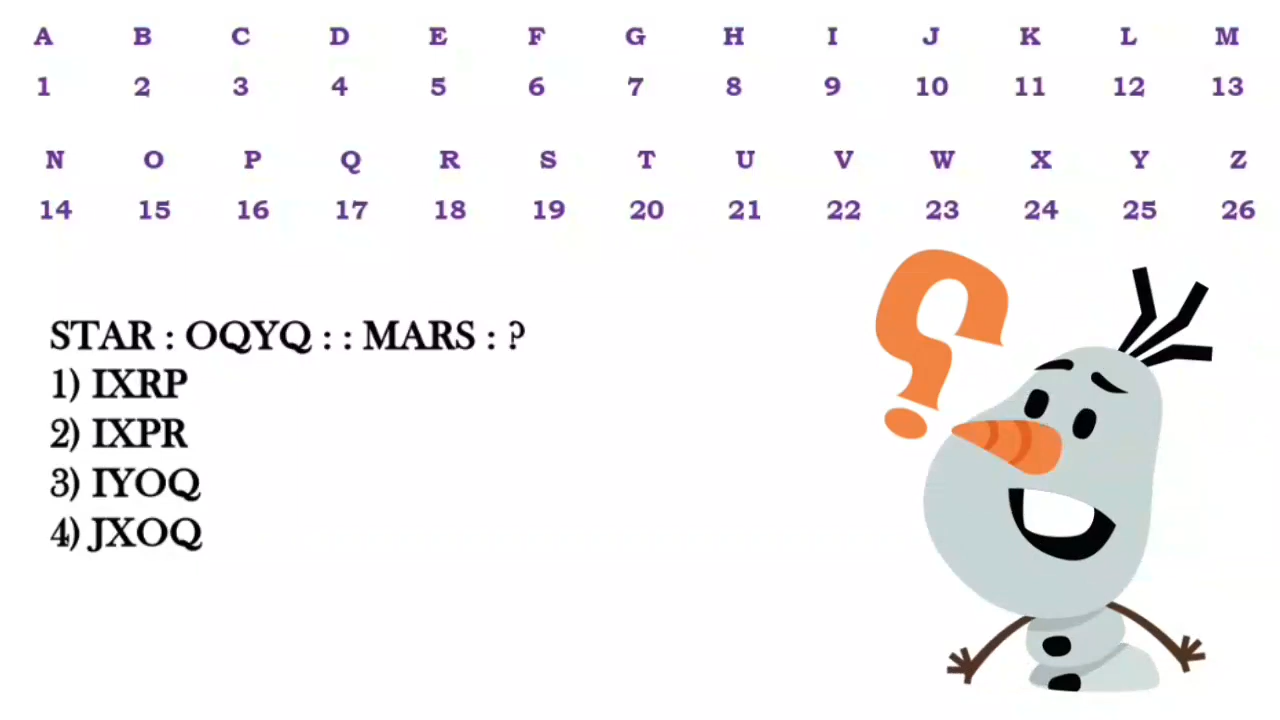 A B C D E F G H I J K L M
1 2 3 4 5 6 7 8 9 10 11 12 13
N O P Q R S T U V W X Y Z
14 15 16 17 18 19 20 21 22 23 24 25 26
STAR : OQYQ : : MARS : ?
1) IXRP
2) IXPR
3) IYOQ
4) JXOQ
?